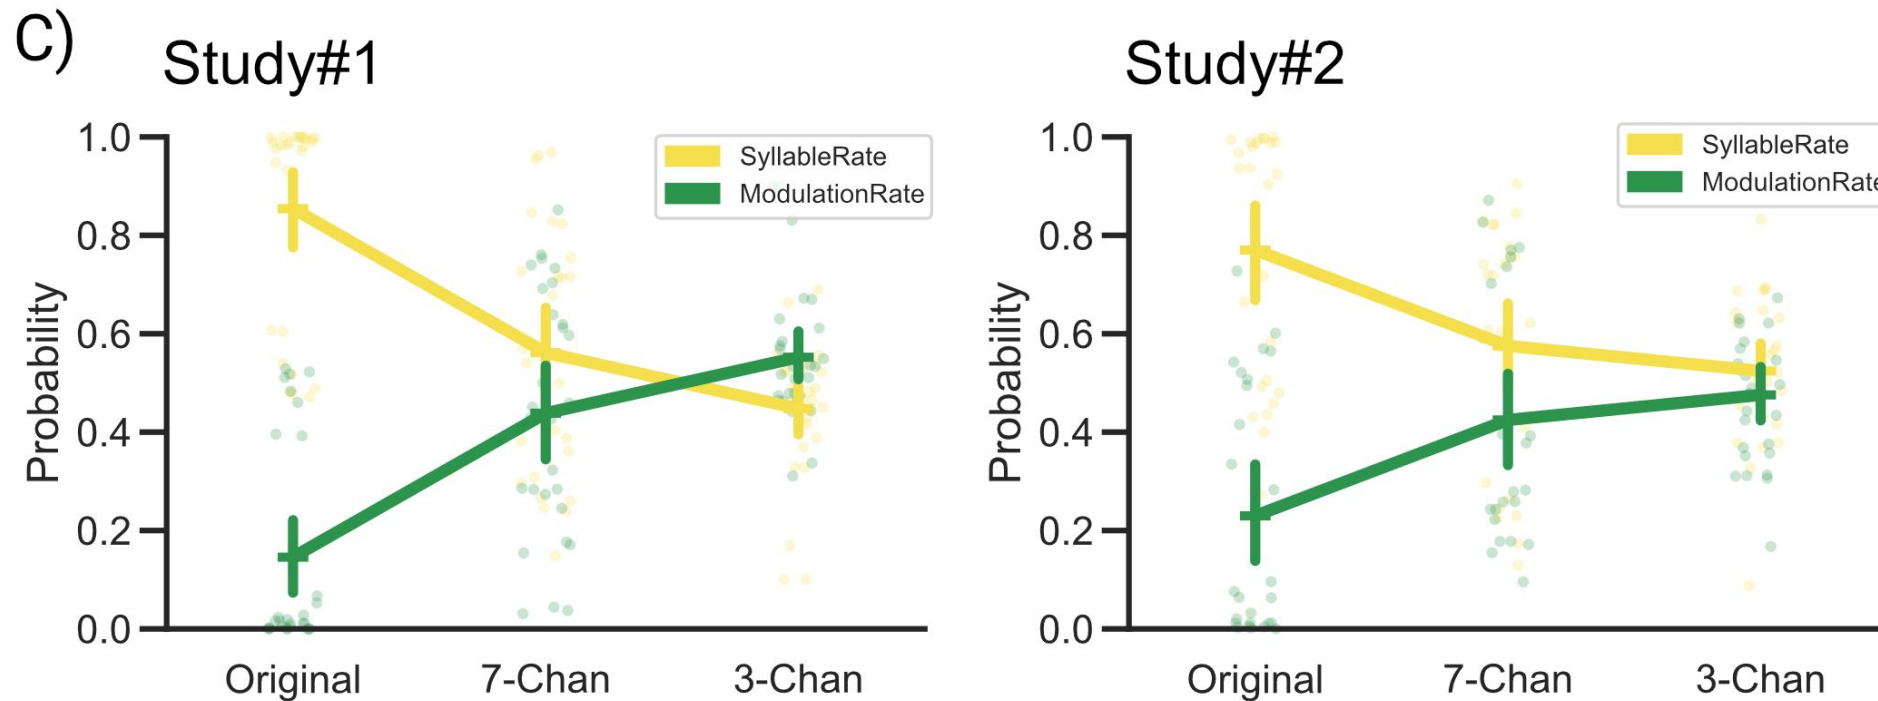 C)
Study#1
1.0
0.8
0.6
0.4
0.2
0.0
Probability
SyllableRate
ModulationRate
Original 7-Chan 3-Chan
Study#2
1.0
0.8
0.6
0.4
0.2
0.0
Probability
SyllableRate
ModulationRate
Original 7-Chan 3-Chan